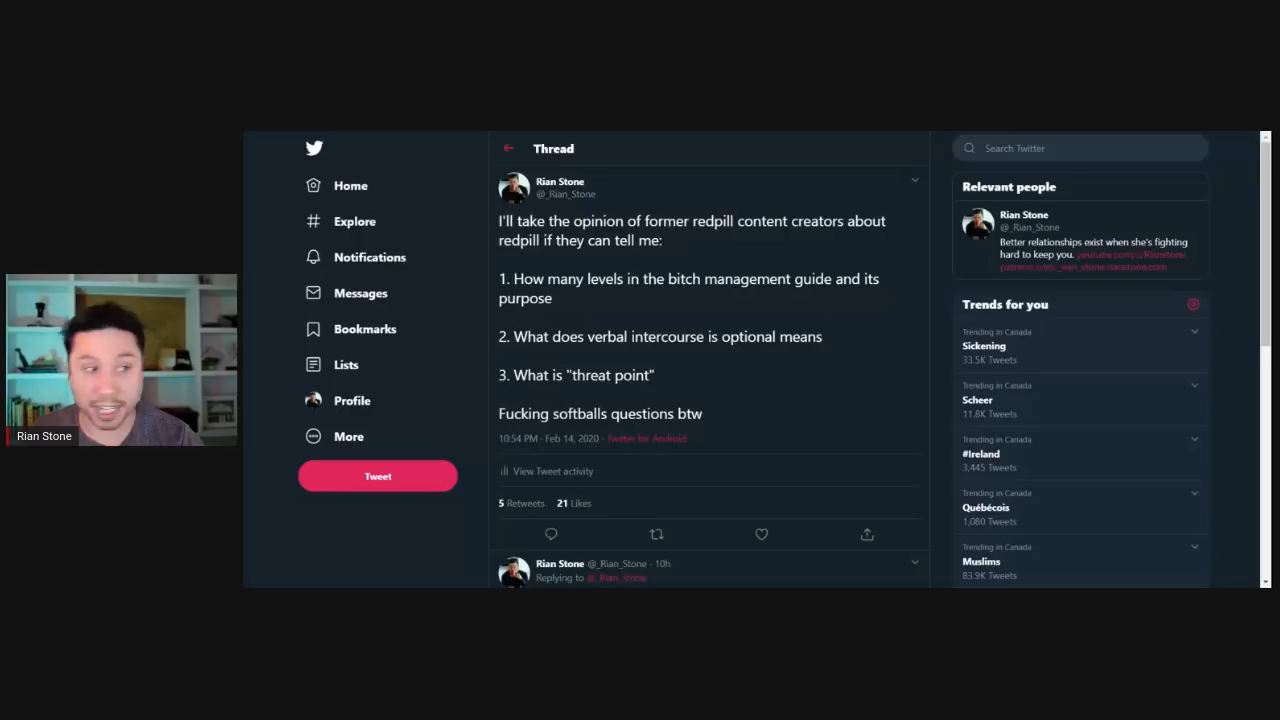 Rian Stone
Home
Explore
Notifications
Messages
Bookmarks
Lists
Profile
More
Tweet
Thread
Rian Stone
@_Rian_Stone
I'll take the opinion of former redpill content creators about
redpill if they can tell me:
1. How many levels in the bitch management guide and its
purpose
2. What does verbal intercourse is optional means
3. What is "threat point"
Fucking softballs questions btw
10:54 PM · Feb 14, 2020 · Twitter for Android
View Tweet activity
5 Retweets 21 Likes
Rian Stone @_Rian_Stone · 10h
Replying to @_Rian_Stone
Search Twitter
Relevant people
Rian Stone
@_Rian_Stone
Better relationships exist when she's fighting
hard to keep you.
Trends for you
Trending in Canada
Sickening
33.5K Tweets
Trending in Canada
Scheer
11.8K Tweets
Trending in Canada
#Ireland
3,445 Tweets
Trending in Canada
Québécois
1,080 Tweets
Trending in Canada
Muslims
83.9K Tweets